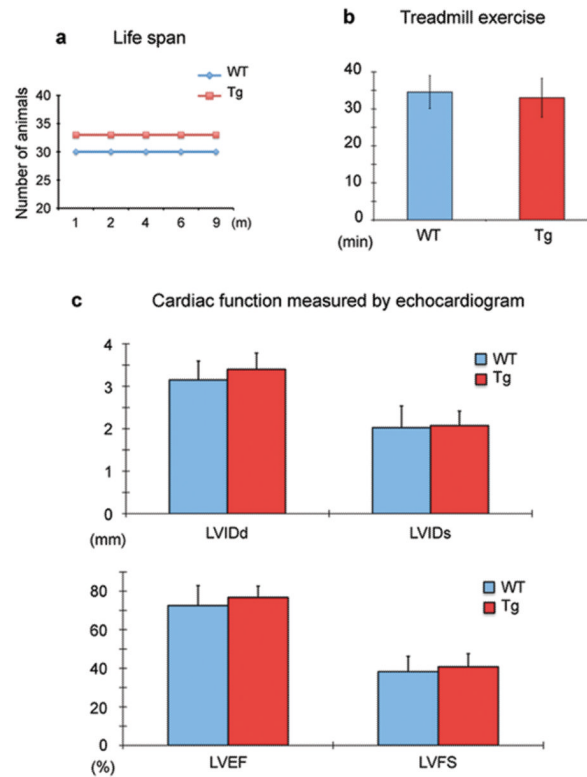 a Life span
WT
Tg
Number of animals
40
35
30
25
20
1 2 4 6 9 (m)
b Treadmill exercise
40
30
30
10
0
(min)
WT Tg
c Cardiac function measured by echocardiogram
4
3
2
1
0
(mm)
WT
Tg
LVIDd LVIDs
80
60
40
20
0
(%)
WT
Tg
LVEF LVFS